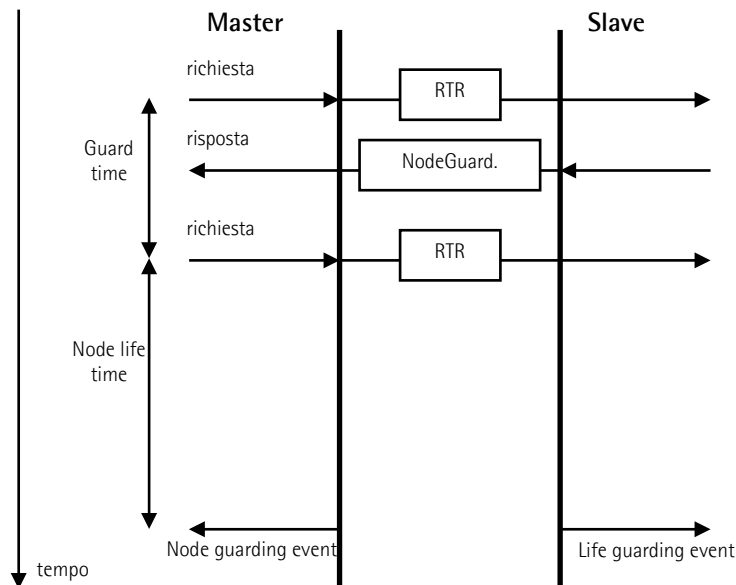 Master
Slave
richiesta
RTR
Guard
time
risposta
NodeGuard.
richiesta
RTR
Node life
time
Node guarding event
Life guarding event
tempo